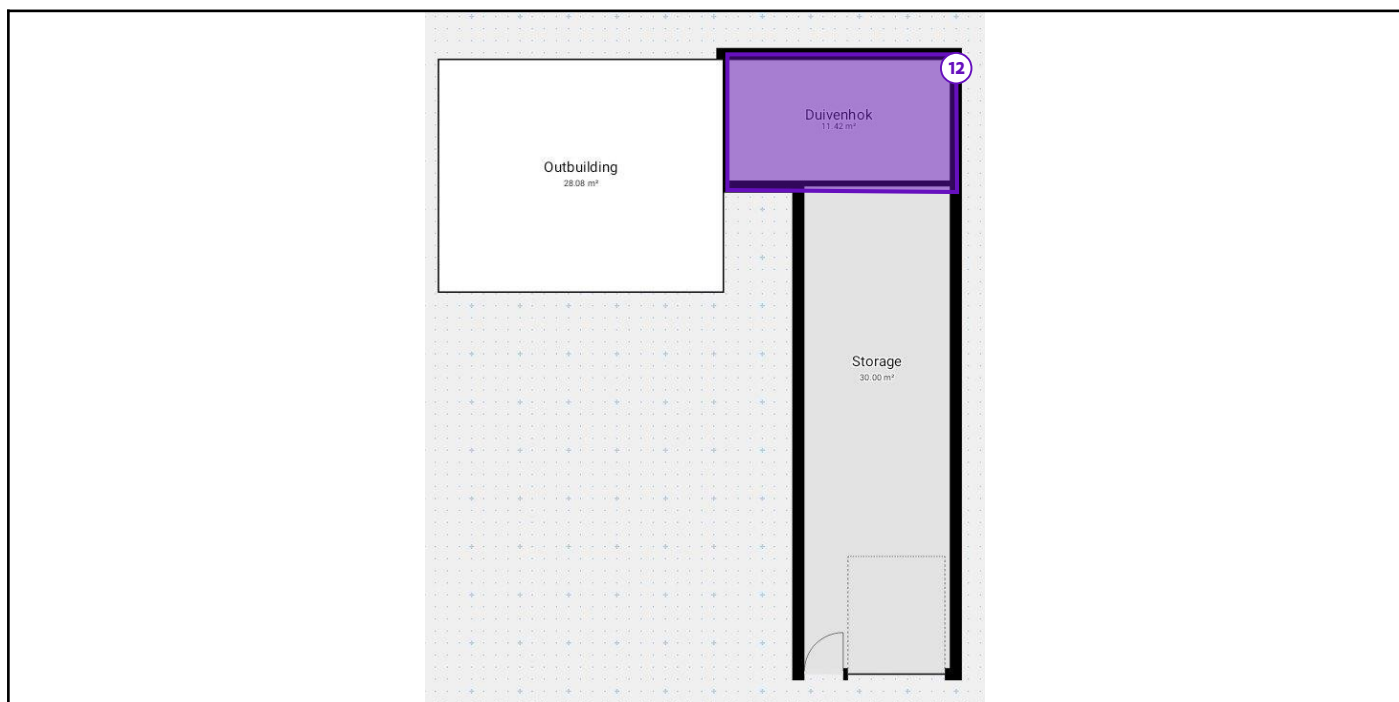 12
Duivenhok
11.42 m²
Outbuilding
28.08 m²
Storage
30.00 m²